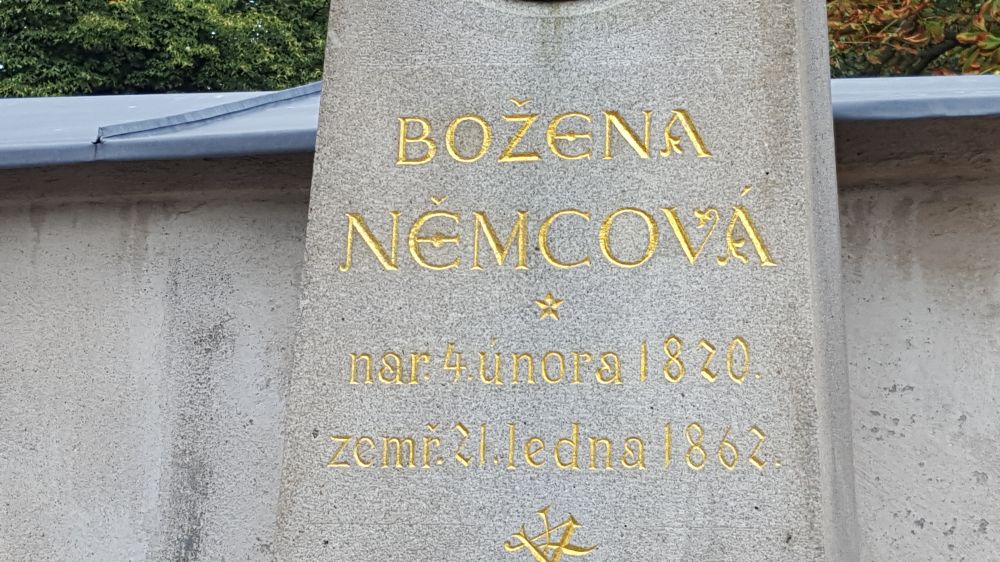 BOŽENA
NĚMCOVÁ
nar. 4. února 1820.
zemř. 21. ledna 1862.